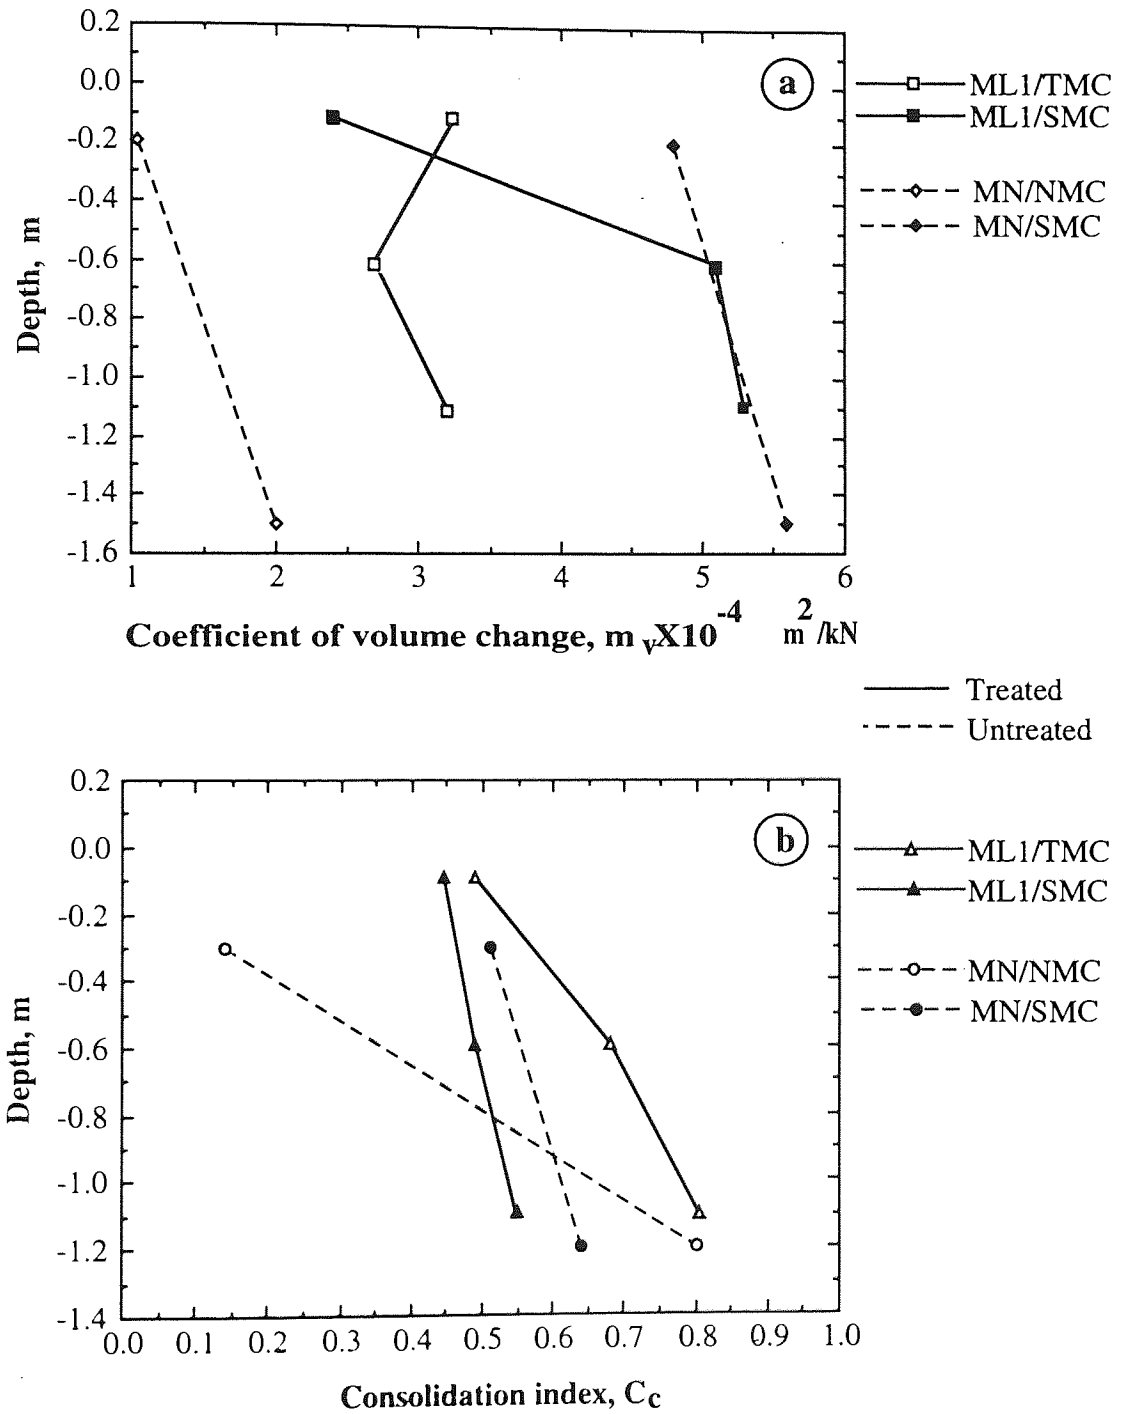 0.2
a
0.0
ML1/TMC
ML1/SMC
-0.2
MN/NMC
-0.4
MN/SMC
-0.6
Depth, m
-0.8
-1.0
-1.2
-1.4
-1.6
1 2 3 4 5 6
Coefficient of volume change, m vX10 -4 m 2/kN
Treated
Untreated
0.2
b
0.0
ML1/TMC
ML1/SMC
-0.2
-0.4
MN/NMC
MN/SMC
-0.6
Depth, m
-0.8
-1.0
-1.2
-1.4
0.0 0.1 0.2 0.3 0.4 0.5 0.6 0.7 0.8 0.9 1.0
Consolidation index, Cc